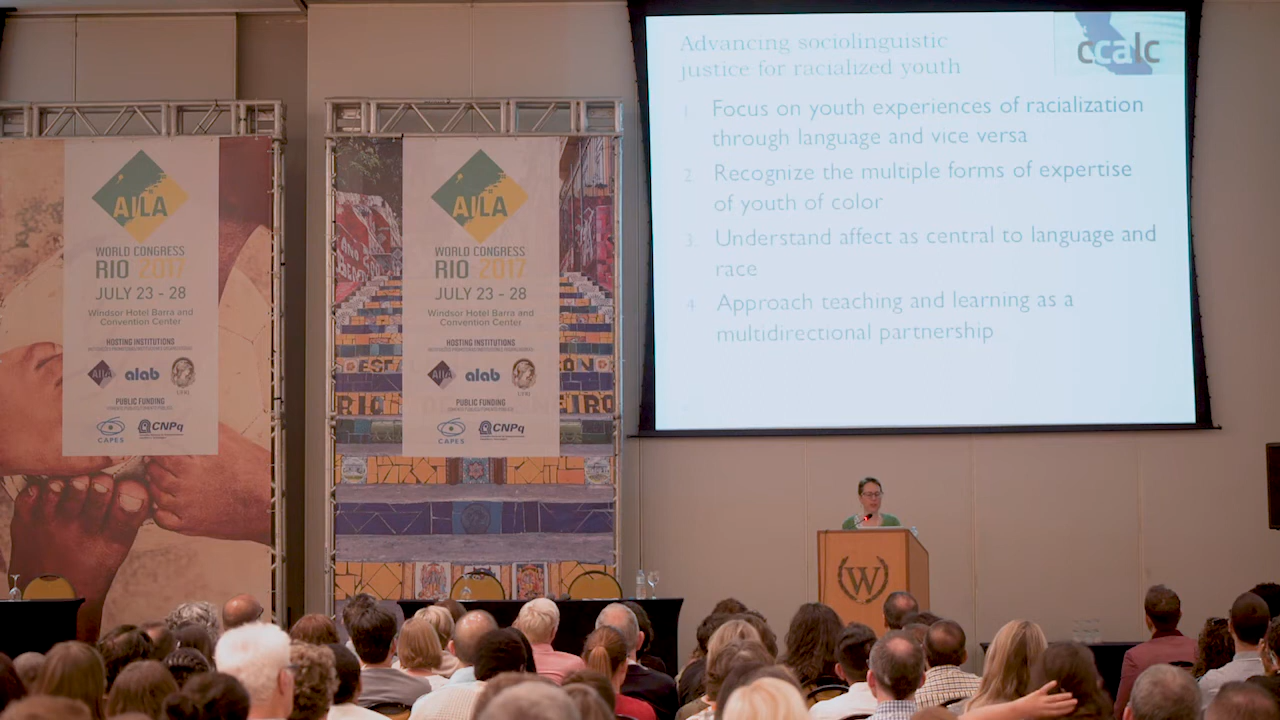 Advancing sociolinguistic
justice for racialized youth
ccalc
1. Focus on youth experiences of racialization
through language and vice versa
2. Recognize the multiple forms of expertise
of youth of color
3. Understand affect as central to language and
race
4. Approach teaching and learning as a
multidirectional partnership
AILA
WORLD CONGRESS
RIO 2017
JULY 23 - 28
Windsor Hotel Barra and
Convention Center
HOSTING INSTITUTIONS
AILA
alab
PUBLIC FUNDING
CAPES
CNPq
AILA
WORLD CONGRESS
RIO 2017
JULY 23 - 28
Windsor Hotel Barra and
Convention Center
HOSTING INSTITUTIONS
AILA
alab
PUBLIC FUNDING
CAPES
CNPq
RIO
EIRO
W